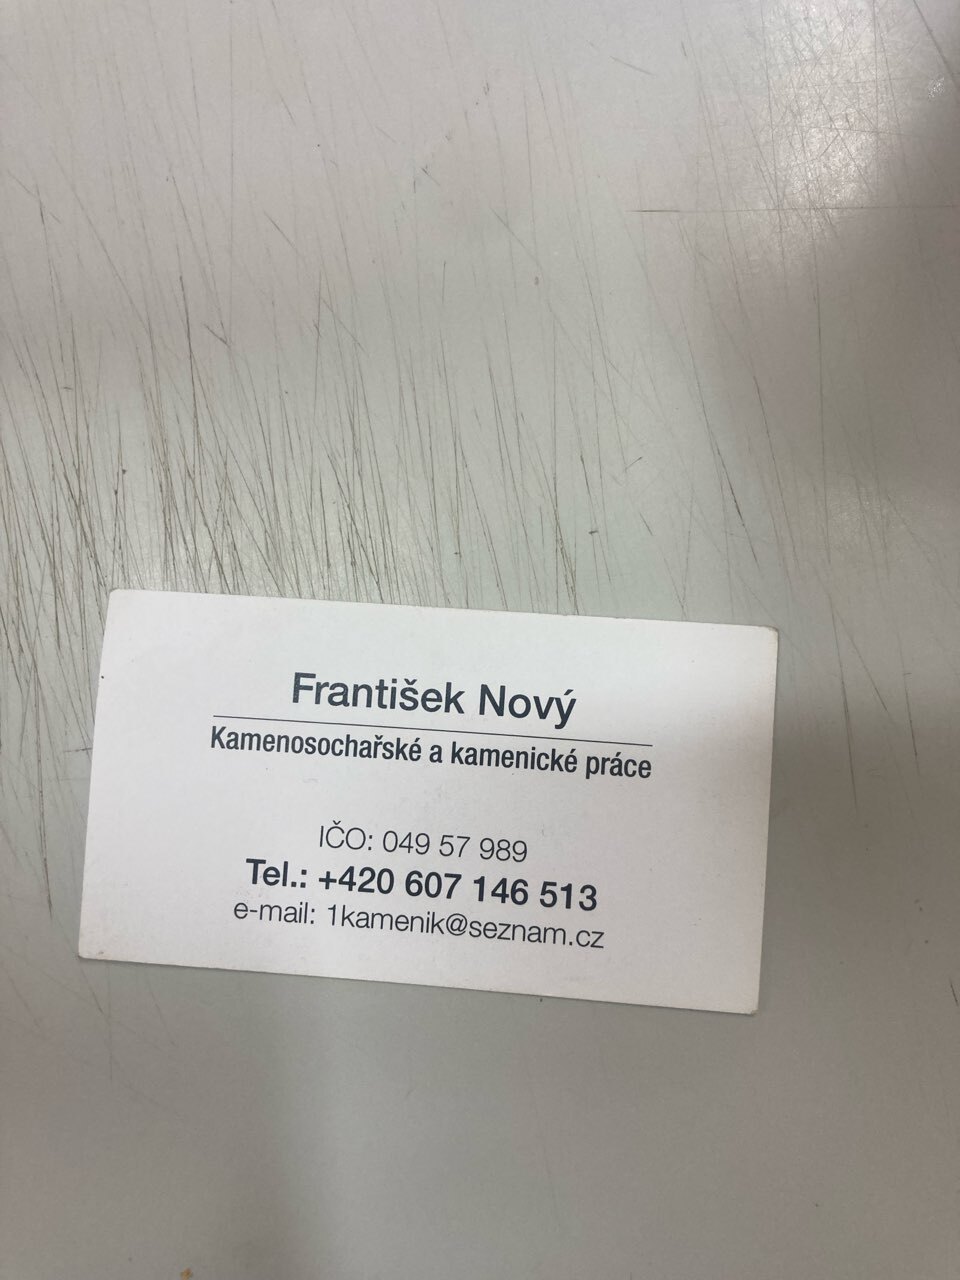 František Nový
Kamenosochařské a kamenické práce
IČO: 049 57 989
Tel.: +420 607 146 513
e-mail: 1kamenik@seznam.cz